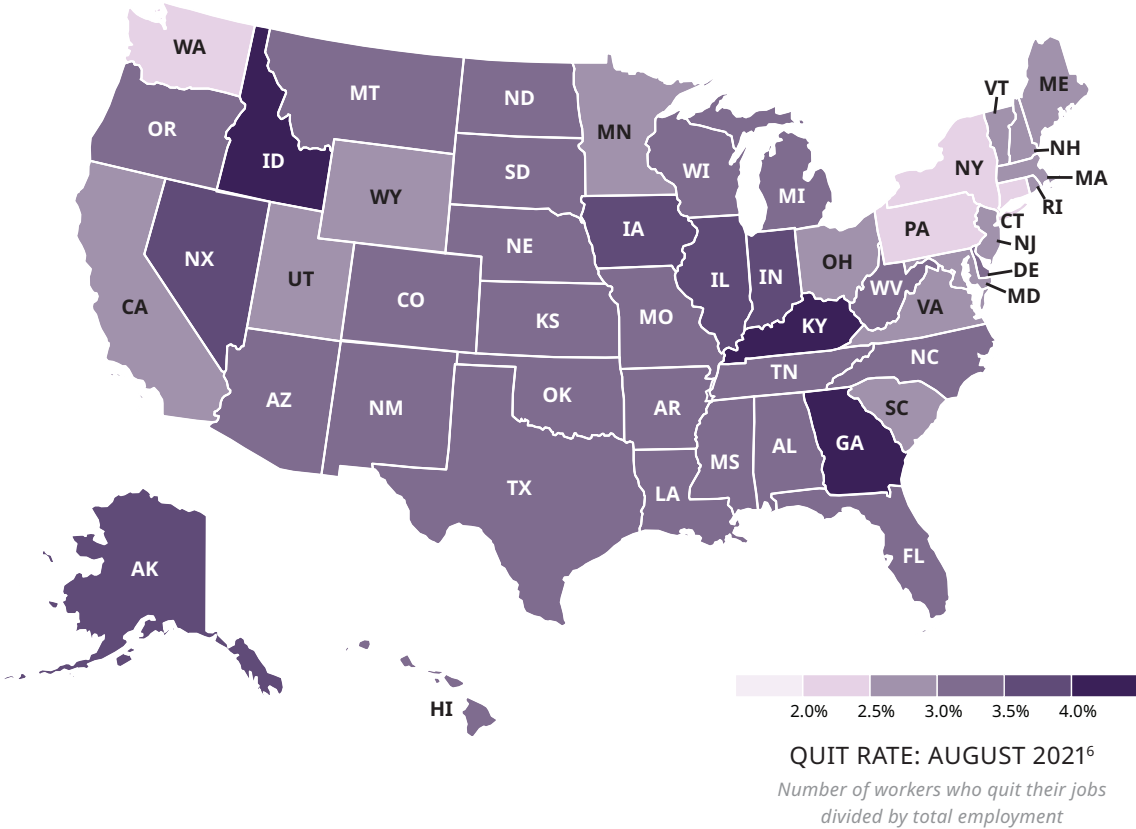 WA
MT
ND
MN
VT
ME
OR
ID
SD
WI
MI
NY
NH
MA
WY
RI
IA
PA
CT
NE
NJ
NX
UT
CO
IL
IN
OH
WV
DE
MD
CA
VA
KS
MO
KY
NC
TN
AZ
NM
OK
AR
SC
MS
AL
GA
TX
LA
AK
FL
HI
2.0% 2.5% 3.0% 3.5% 4.0%
QUIT RATE: AUGUST 2021⁶
Number of workers who quit their jobs
divided by total employment